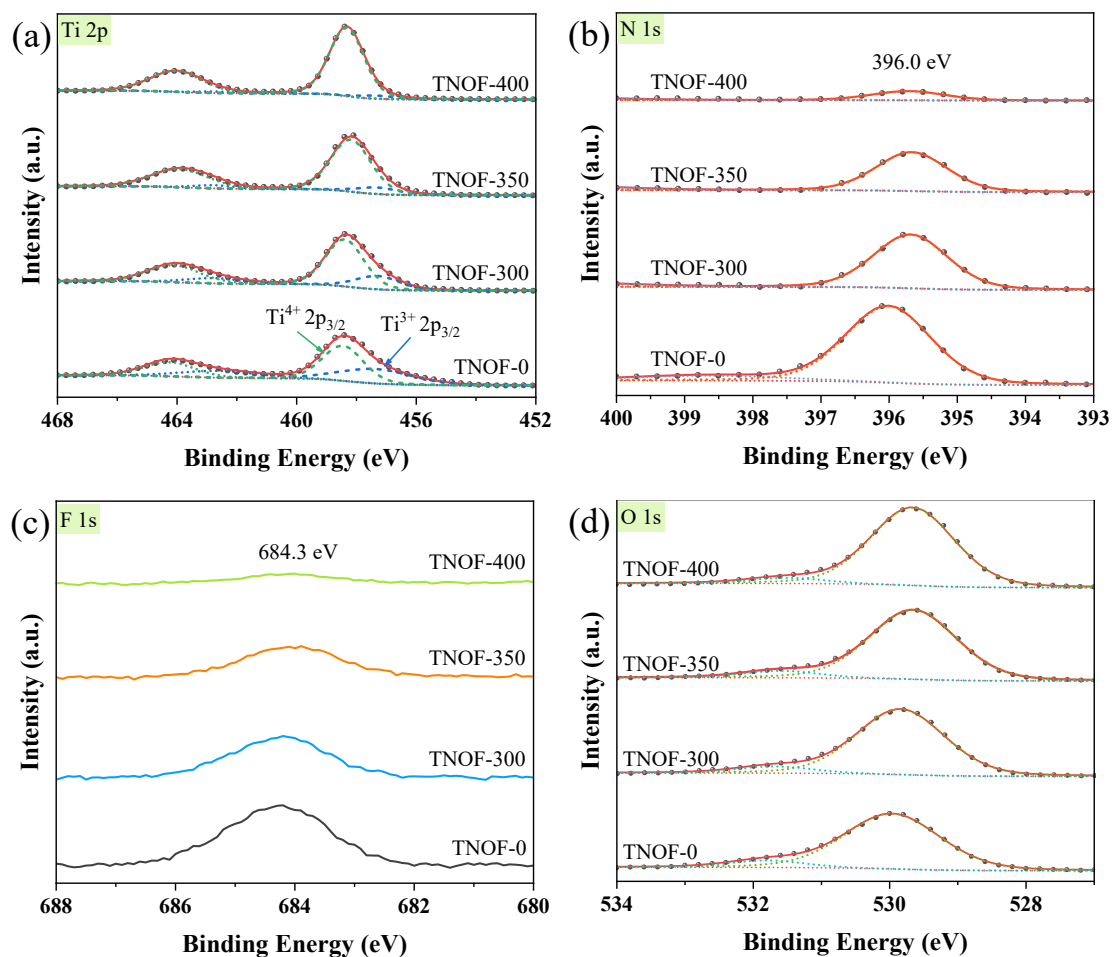 (a)
Ti 2p
TNOF-400
TNOF-350
TNOF-300
Ti⁴⁺ 2p₃/₂
Ti³⁺ 2p₃/₂
TNOF-0
Intensity (a.u.)
468 464 460 456 452
Binding Energy (eV)
(b)
N 1s
396.0 eV
TNOF-400
TNOF-350
TNOF-300
TNOF-0
Intensity (a.u.)
400 399 398 397 396 395 394 393
Binding Energy (eV)
(c)
F 1s
684.3 eV
TNOF-400
TNOF-350
TNOF-300
TNOF-0
Intensity (a.u.)
688 686 684 682 680
Binding Energy (eV)
(d)
O 1s
TNOF-400
TNOF-350
TNOF-300
TNOF-0
Intensity (a.u.)
534 532 530 528
Binding Energy (eV)